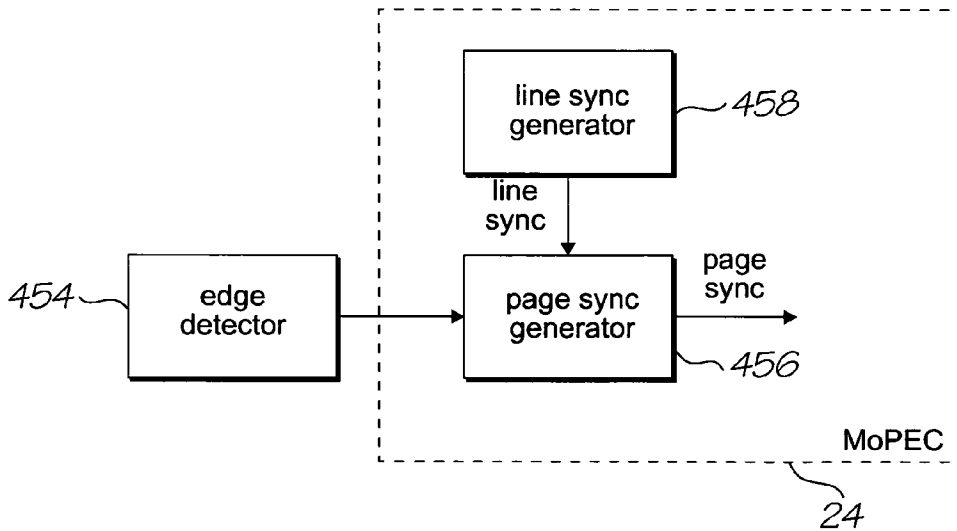 line sync
generator
458
line
sync
454
edge
detector
page sync
generator
page
sync
456
MoPEC
24